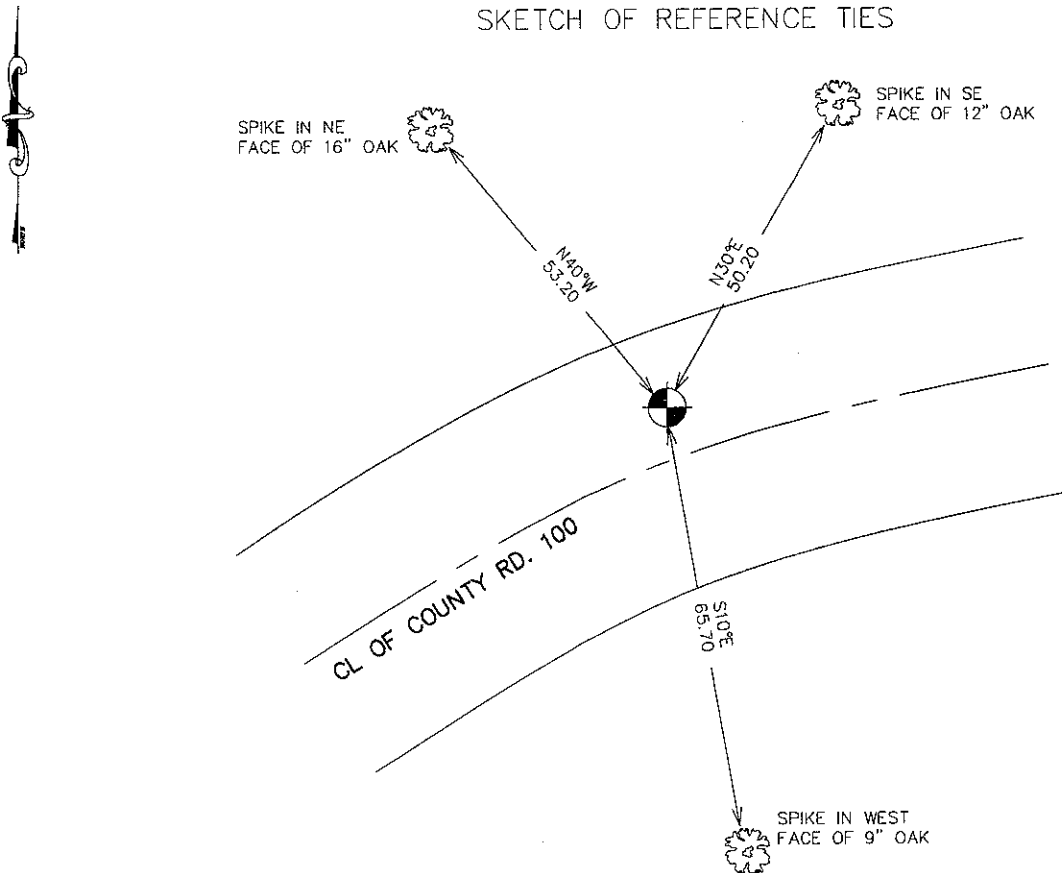 SKETCH OF REFERENCE TIES
SPIKE IN SE
FACE OF 12" OAK
SPIKE IN NE
FACE OF 16" OAK
N40°W
53.20
N30°E
50.20
CL OF COUNTY RD. 100
S10°E
65.70
SPIKE IN WEST
FACE OF 9" OAK